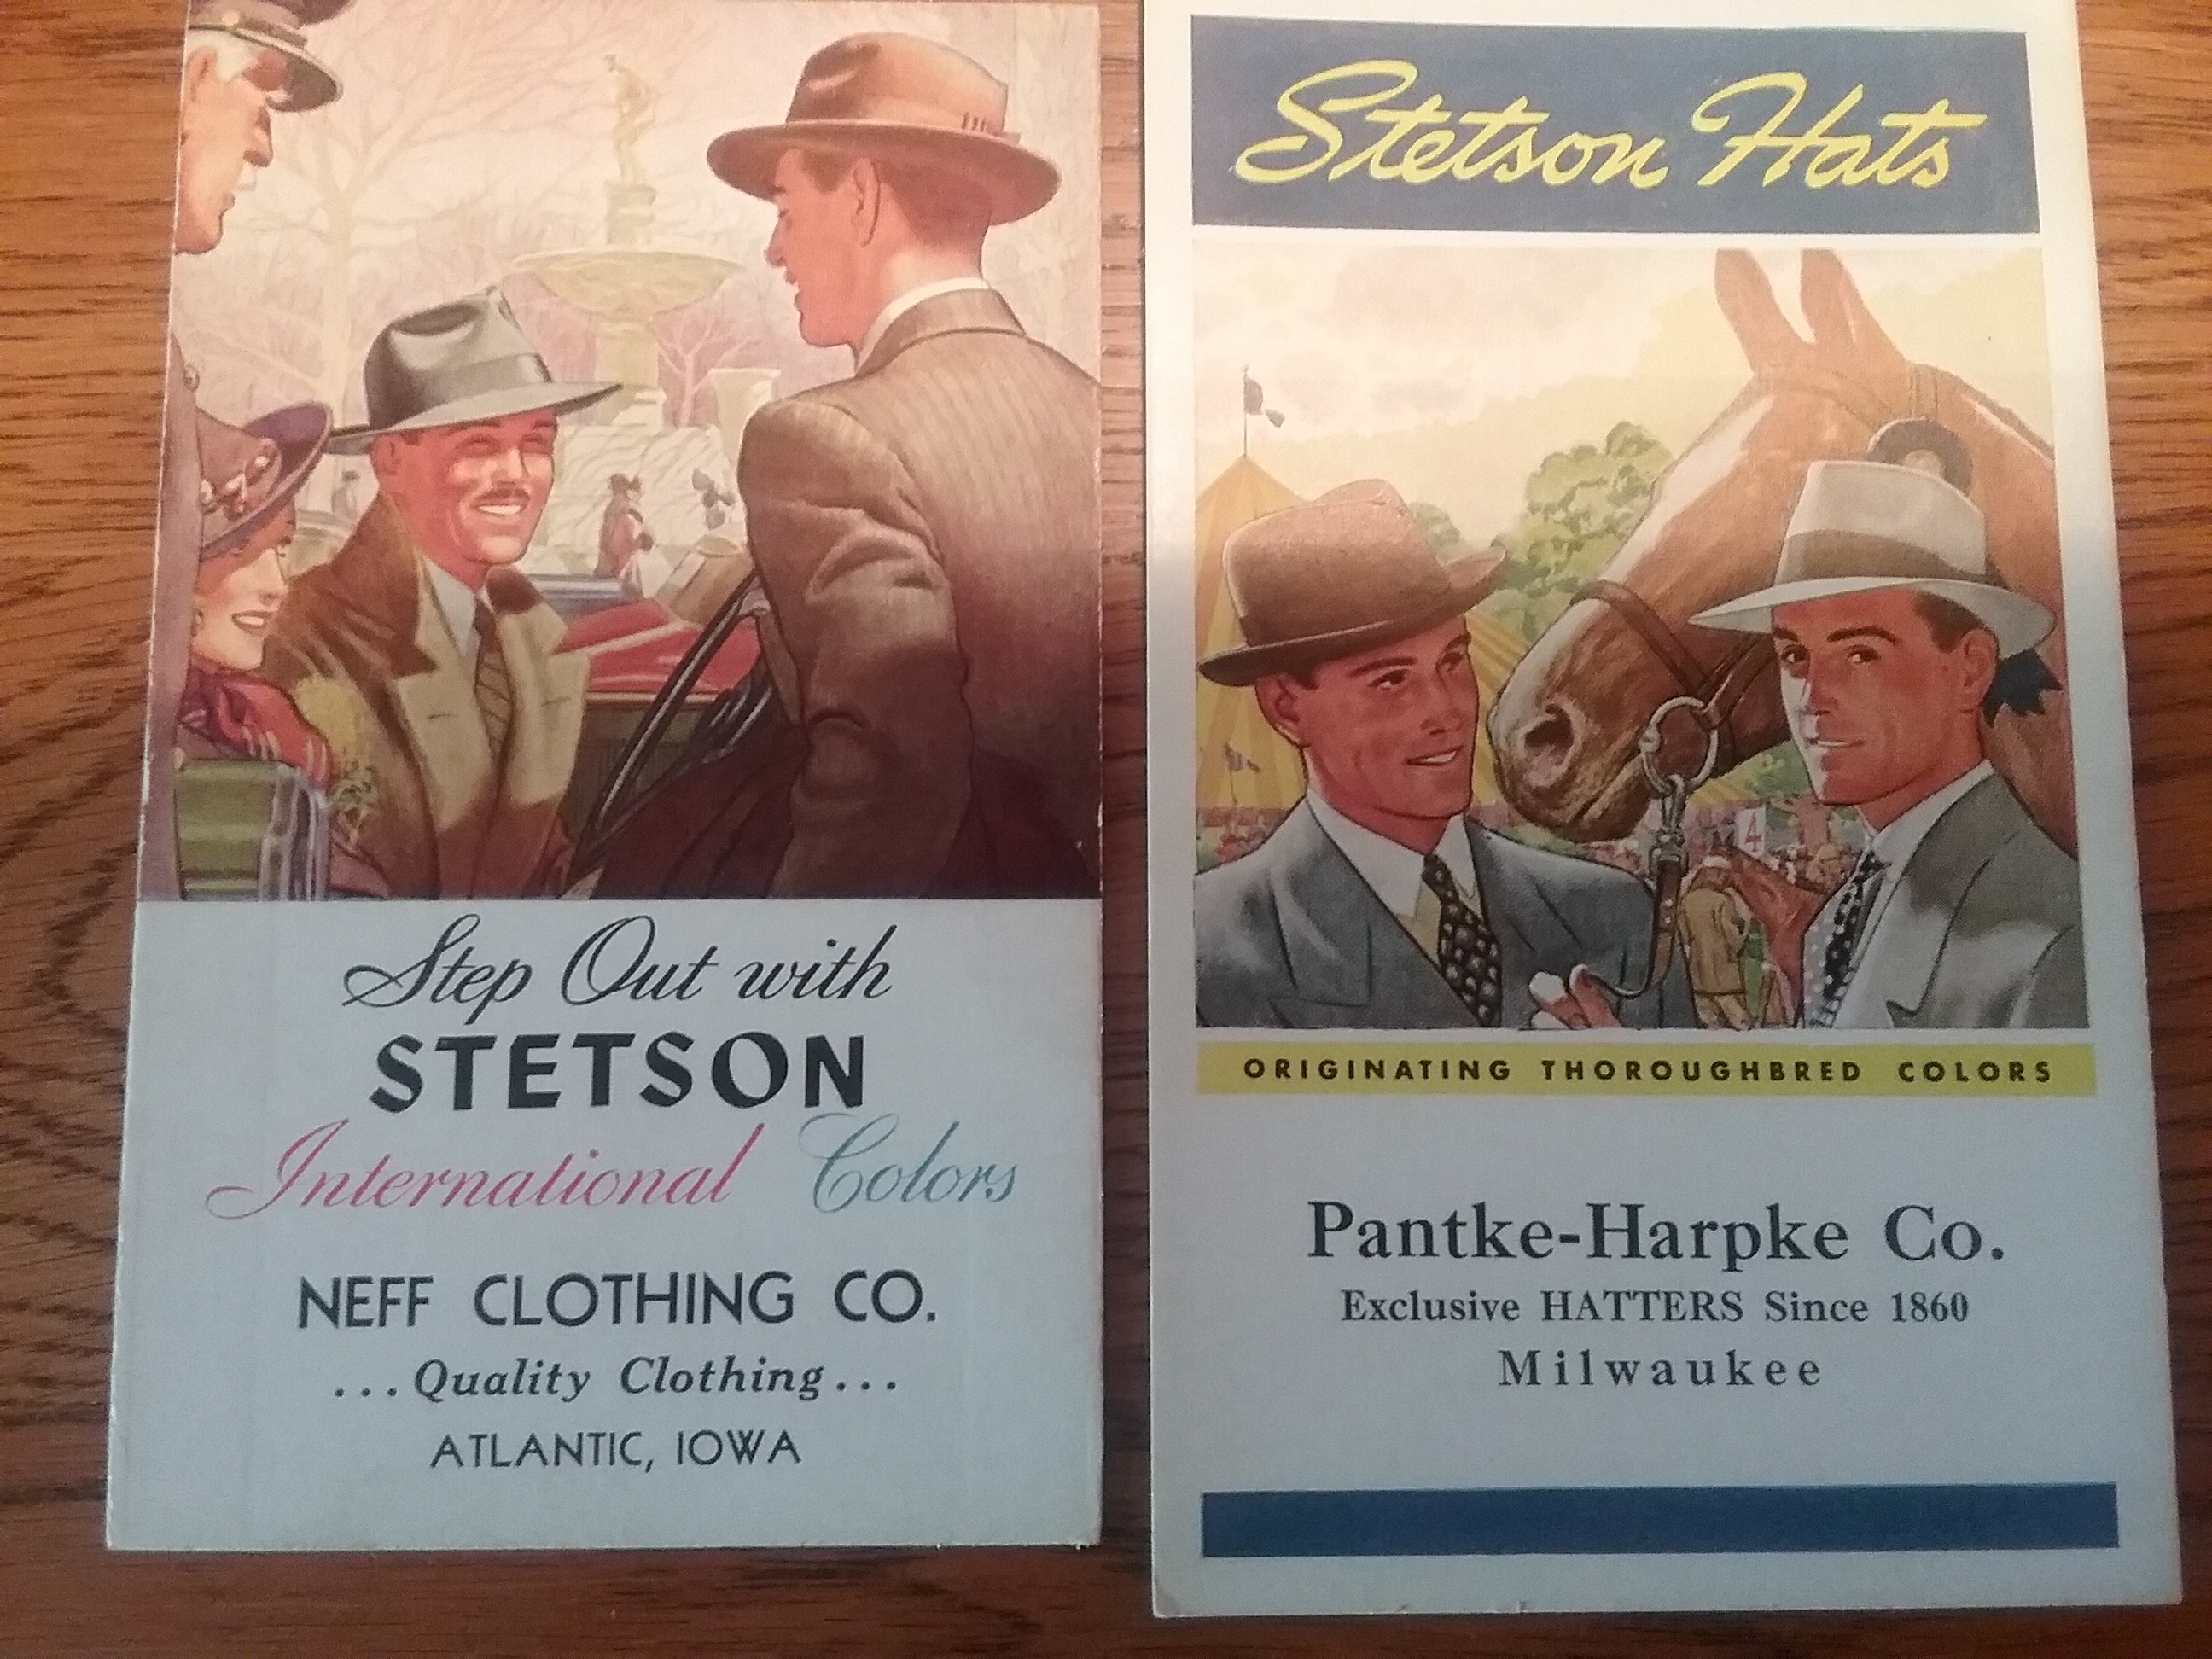 Step Out with
STETSON
International Colors
NEFF CLOTHING CO.
...Quality Clothing...
ATLANTIC, IOWA
Stetson Hats
4
ORIGINATING THOROUGHBRED COLORS
Pantke-Harpke Co.
Exclusive HATTERS Since 1860
Milwaukee